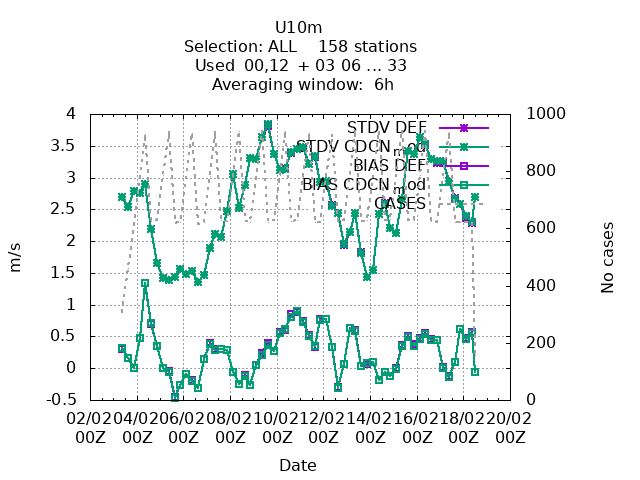 U10m
Selection: ALL    158 stations
Used  00,12  + 03 06 ... 33
Averaging window:  6h
4
3.5
3
2.5
2
1.5
1
0.5
0
-0.5
1000
800
600
400
200
0
STDV DEF
STDV CDCN_mod
BIAS DEF
BIAS CDCN_mod
CASES
m/s
No cases
02/02 04/02 06/02 08/02 10/02 12/02 14/02 16/02 18/02 20/02
00Z 00Z 00Z 00Z 00Z 00Z 00Z 00Z 00Z 00Z
Date